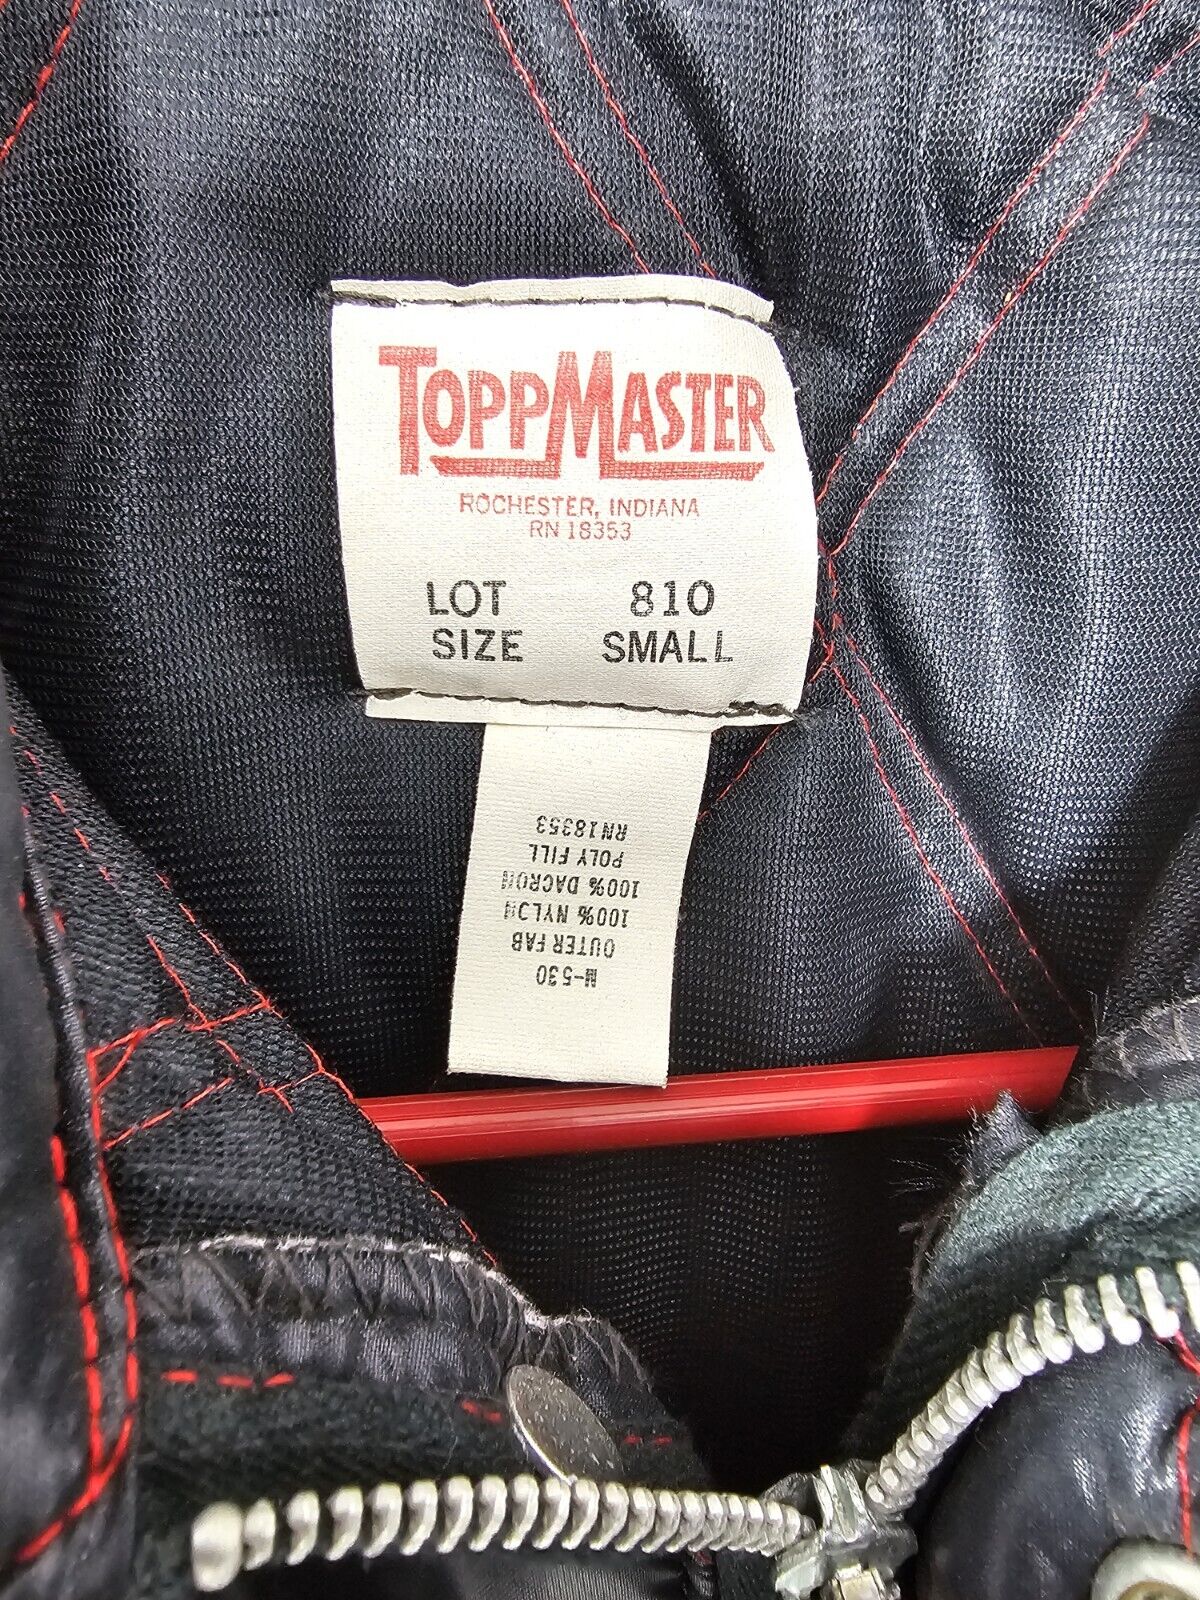 TOPPMASTER
ROCHESTER, INDIANA
RN 18353
LOT 810
SIZE SMALL
M-530
OUTER FAB
100% NYLON
100% DACRON
POLY FILL
RN18353